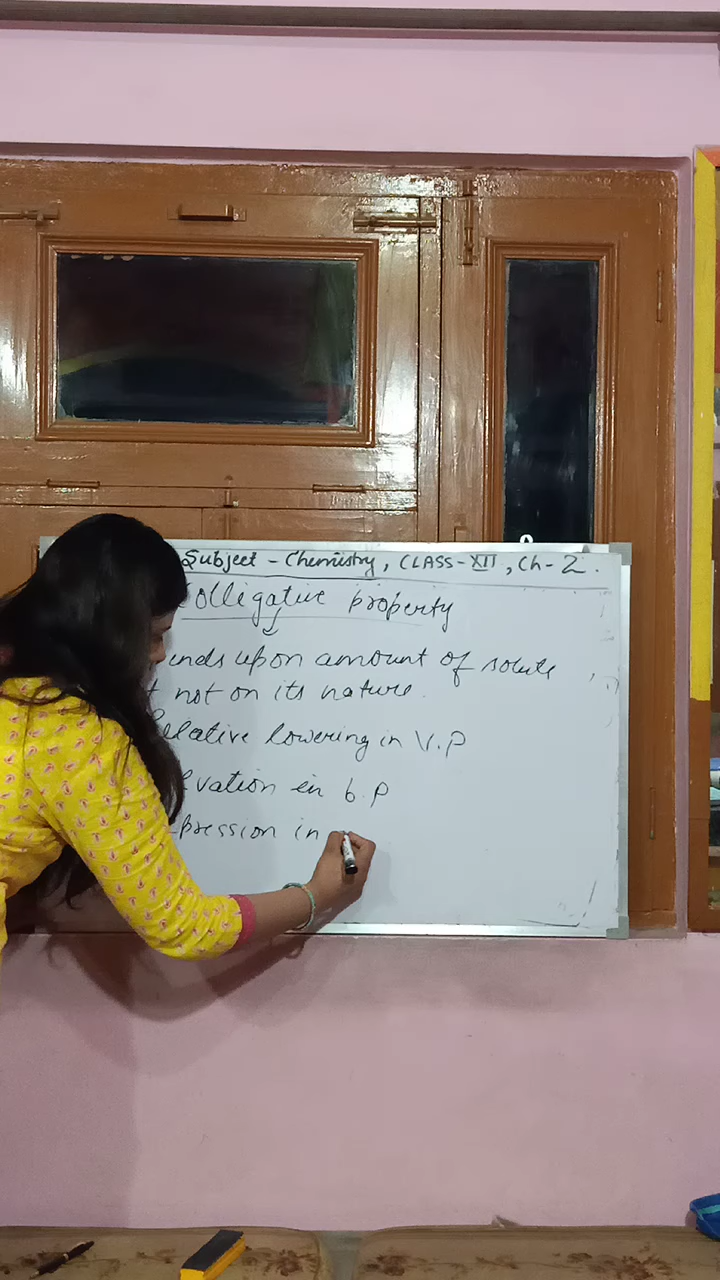 Subject - Chemistry, CLASS-XII, Ch-2.
olligative property
ends upon amount of solute,
not on its nature.
elative lowering in V.P
vation in b.p
pression in